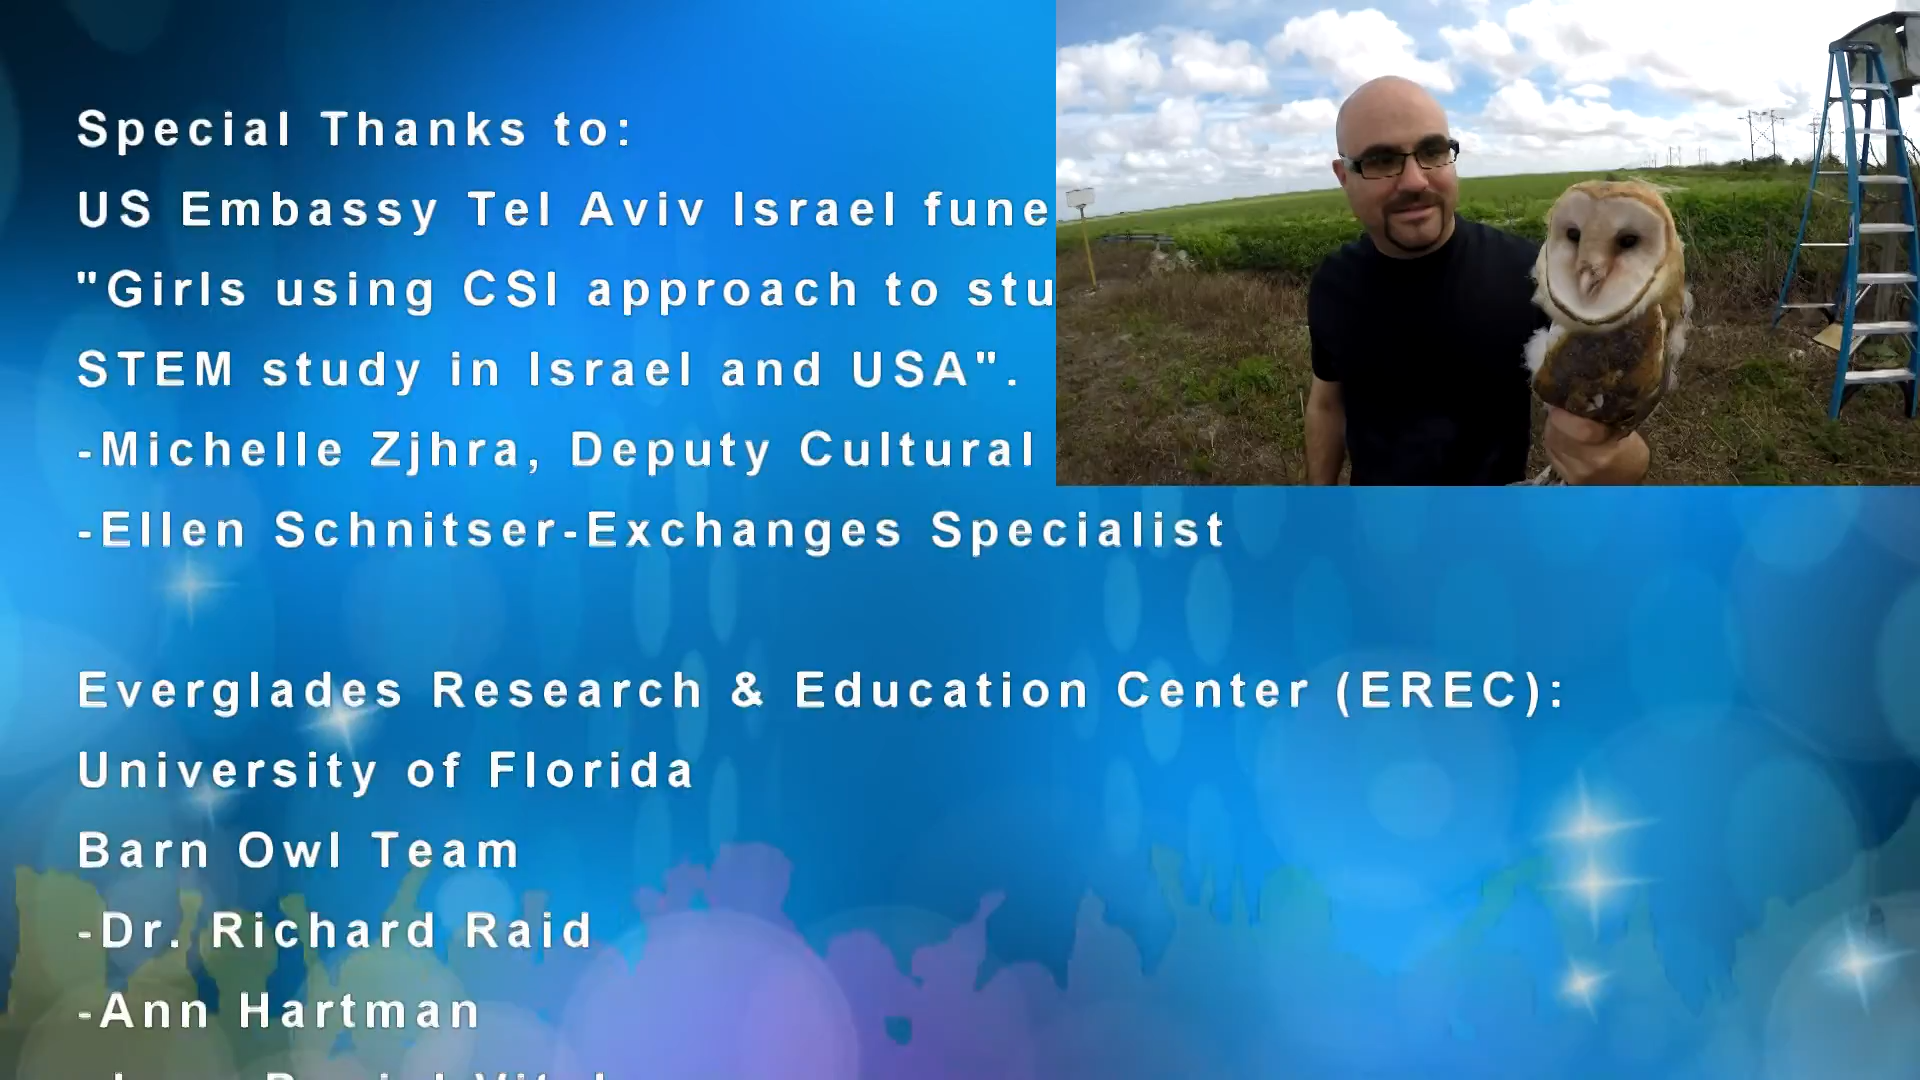 Special Thanks to:
US Embassy Tel Aviv Israel fune
"Girls using CSI approach to stu
STEM study in Israel and USA".
-Michelle Zjhra, Deputy Cultural
-Ellen Schnitser-Exchanges Specialist
Everglades Research & Education Center (EREC):
University of Florida
Barn Owl Team
-Dr. Richard Raid
-Ann Hartman